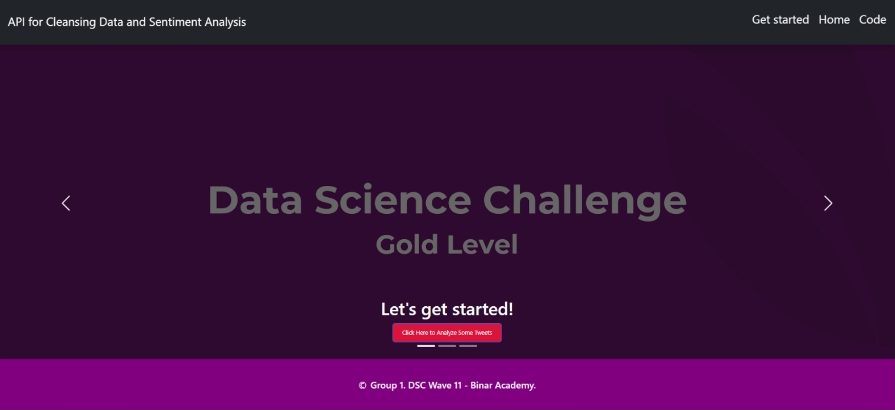 API for Cleansing Data and Sentiment Analysis
Get started Home Code
Data Science Challenge
Gold Level
Let's get started!
Click Here to Analyze Some Tweets
© Group 1. DSC Wave 11 - Binar Academy.